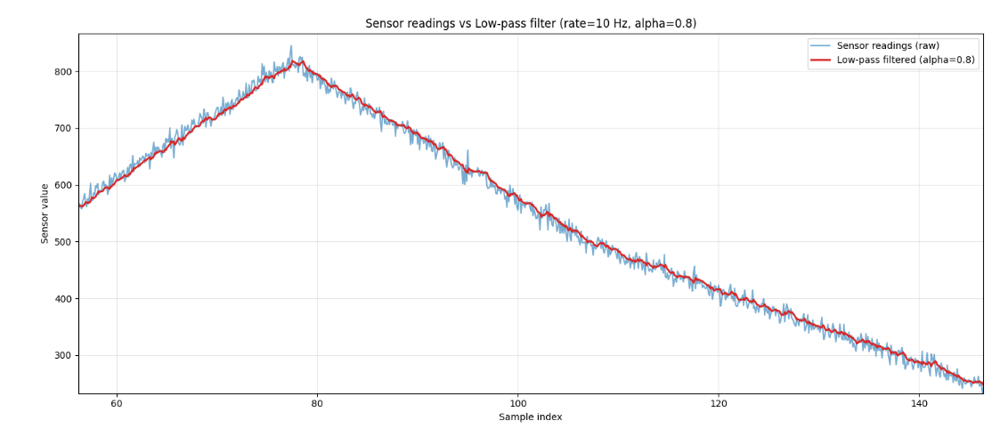 Sensor readings vs Low-pass filter (rate=10 Hz, alpha=0.8)
Sensor readings (raw)
Low-pass filtered (alpha=0.8)
800
700
600
500
400
300
Sensor value
60 80 100 120 140
Sample index